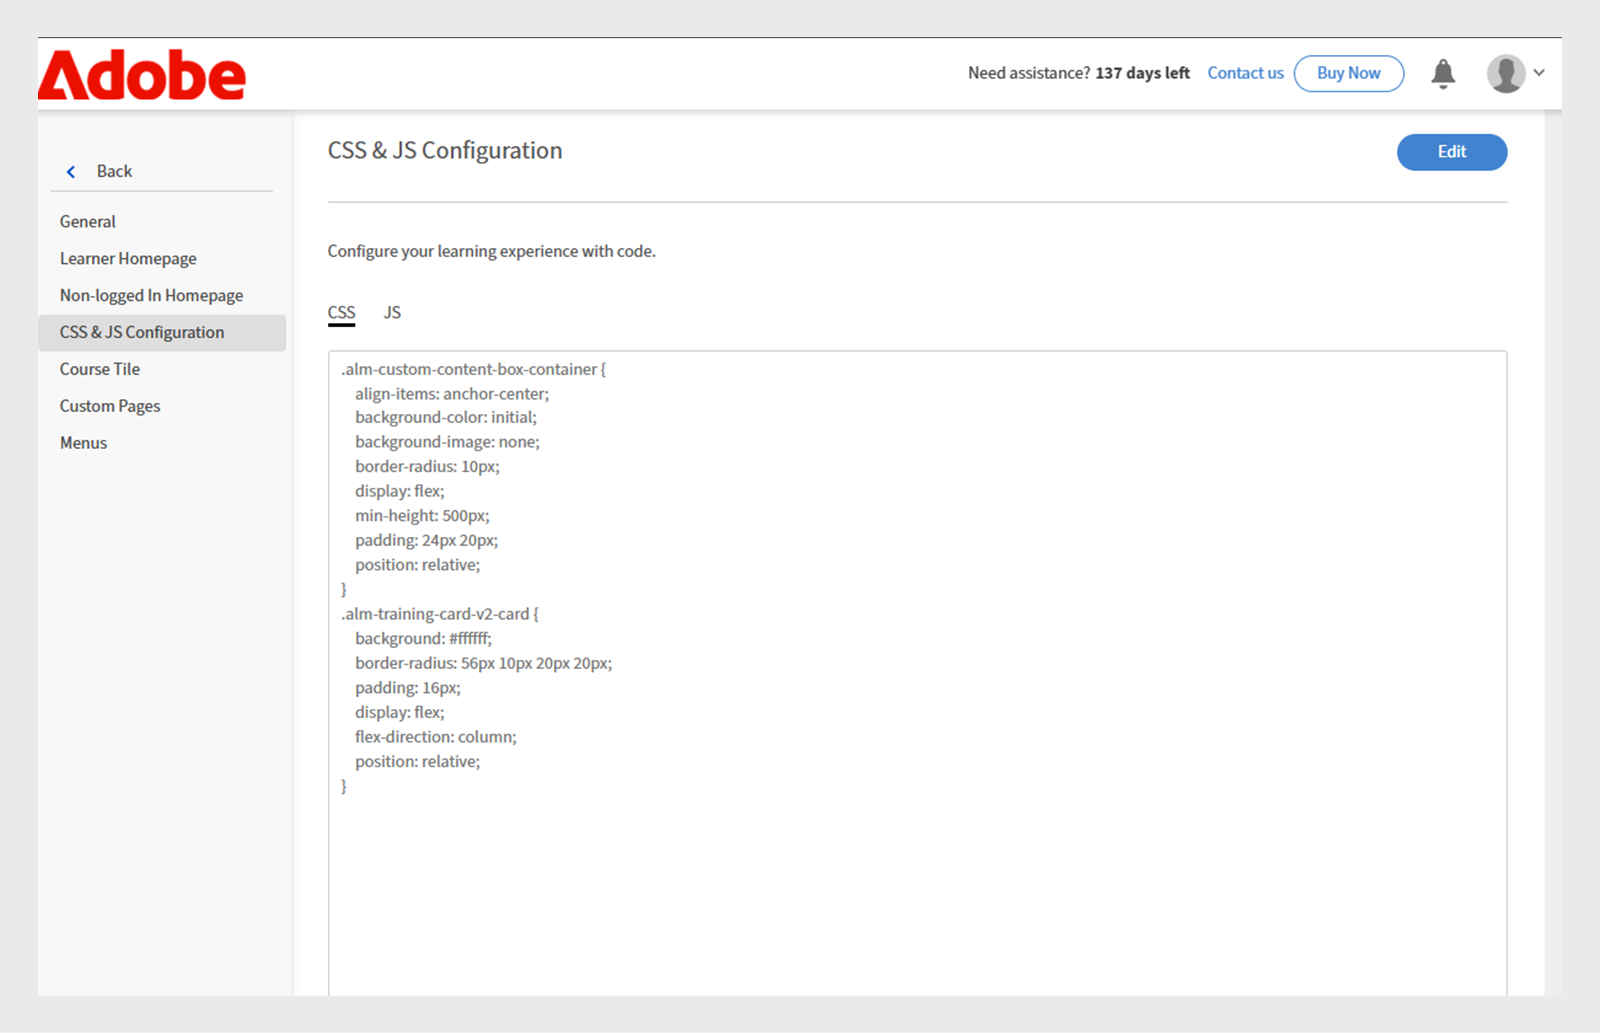 Adobe
Need assistance? 137 days left Contact us Buy Now
Back
General
Learner Homepage
Non-logged In Homepage
CSS & JS Configuration
Course Tile
Custom Pages
Menus
CSS & JS Configuration
Edit
Configure your learning experience with code.
CSS JS
.alm-custom-content-box-container {
    align-items: anchor-center;
    background-color: initial;
    background-image: none;
    border-radius: 10px;
    display: flex;
    min-height: 500px;
    padding: 24px 20px;
    position: relative;
}
.alm-training-card-v2-card {
    background: #ffffff;
    border-radius: 56px 10px 20px 20px;
    padding: 16px;
    display: flex;
    flex-direction: column;
    position: relative;
}